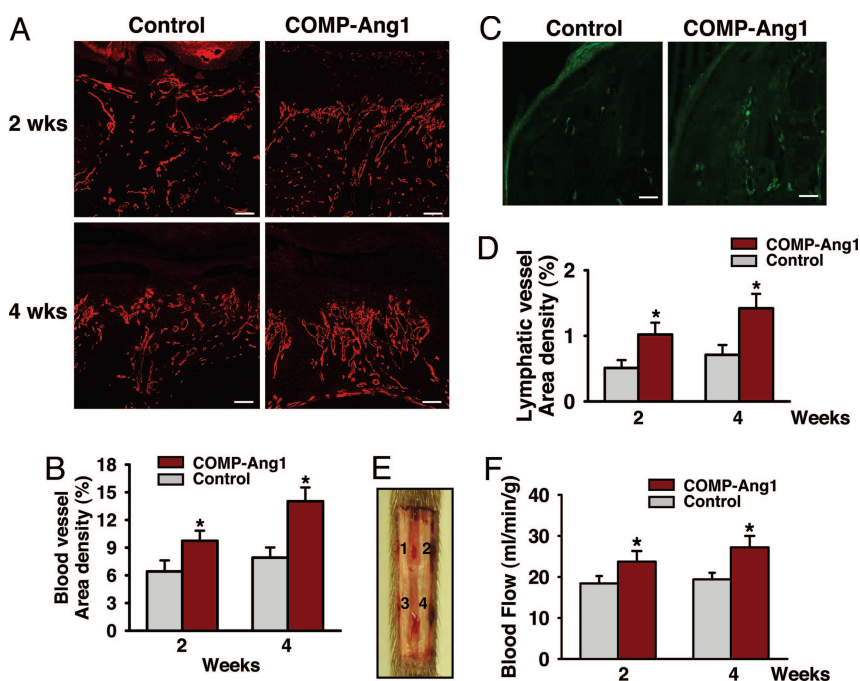 A
Control
COMP-Ang1
2 wks
4 wks
B
COMP-Ang1
Control
Blood vessel
Area density (%)
18
15
12
9
6
3
0
*
*
2
4
Weeks
C
Control
COMP-Ang1
D
COMP-Ang1
Control
Lymphatic vessel
Area density (%)
2
1
0
*
*
2
4
Weeks
E
1
2
3
4
F
COMP-Ang1
Control
Blood Flow (ml/min/g)
40
30
20
10
0
*
*
2
4
Weeks